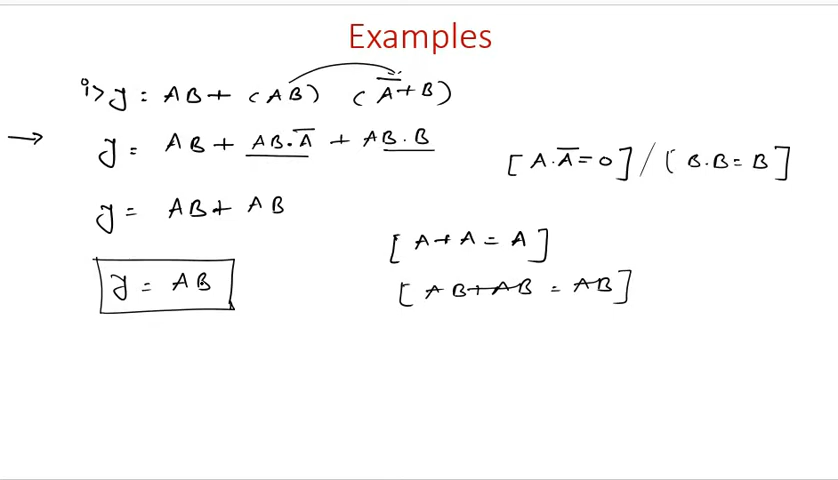 Examples
i> y = AB + (AB) (A̅+B)
→ y = AB + AB.A̅ + AB.B
[A.A̅=0] / [B.B=B]
y = AB + AB
[A+A = A]
y = AB
[AB+AB = AB]